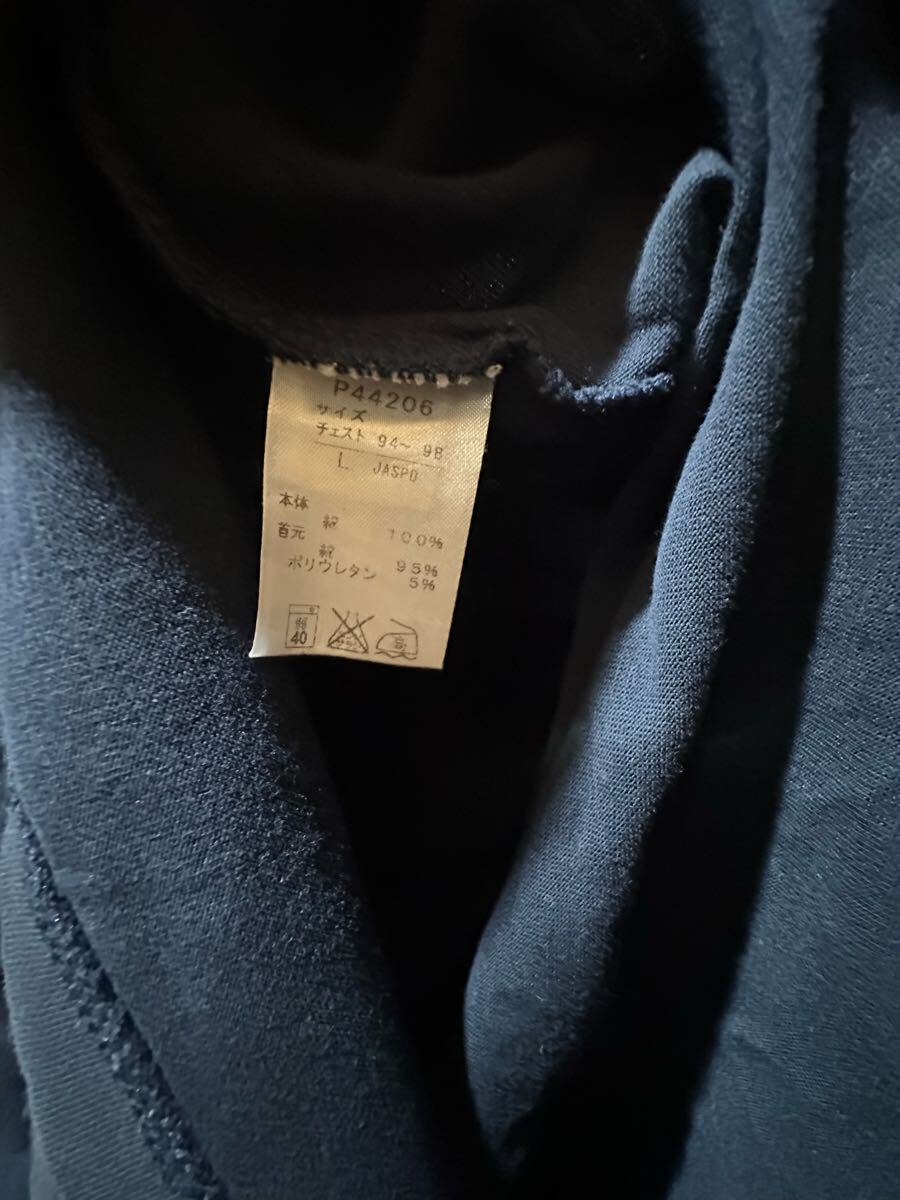 P44206
サイズ
チェスト 94～98
L JASPO
本体
綿 100%
首元
綿 95%
ポリウレタン 5%
40